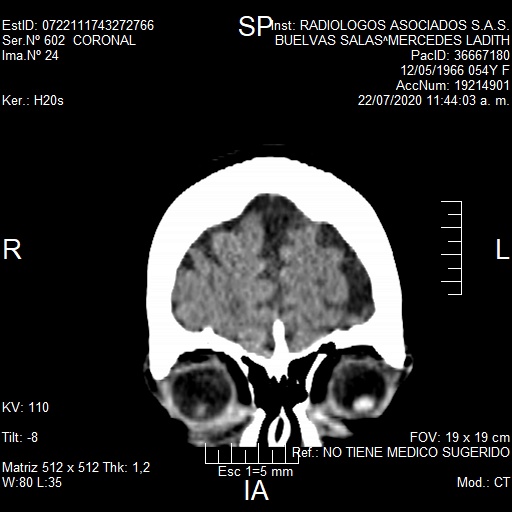 EstID: 0722111743272766
Ser.Nº 602 CORONAL
Ima.Nº 24
Ker.: H20s
SP
Inst: RADIOLOGOS ASOCIADOS S.A.S.
BUELVAS SALAS^MERCEDES LADITH
PacID: 36667180
12/05/1966 054Y F
AccNum: 19214901
22/07/2020 11:44:03 a. m.
R
L
KV: 110
Tilt: -8
Matriz 512 x 512 Thk: 1,2
W:80 L:35
Esc 1=5 mm
IA
FOV: 19 x 19 cm
Ref.: NO TIENE MEDICO SUGERIDO
Mod.: CT